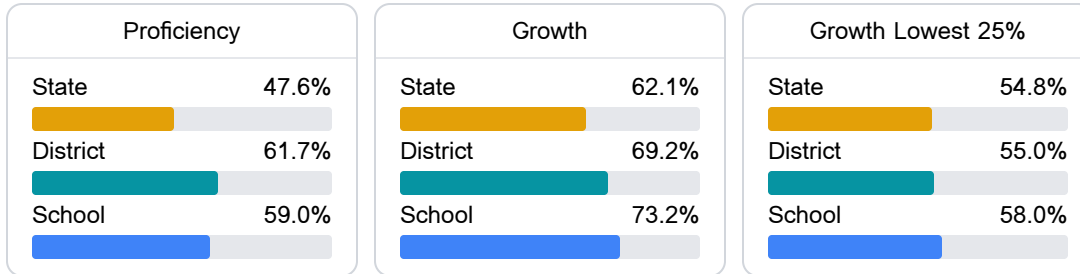 Proficiency
State 47.6%
District 61.7%
School 59.0%
Growth
State 62.1%
District 69.2%
School 73.2%
Growth Lowest 25%
State 54.8%
District 55.0%
School 58.0%